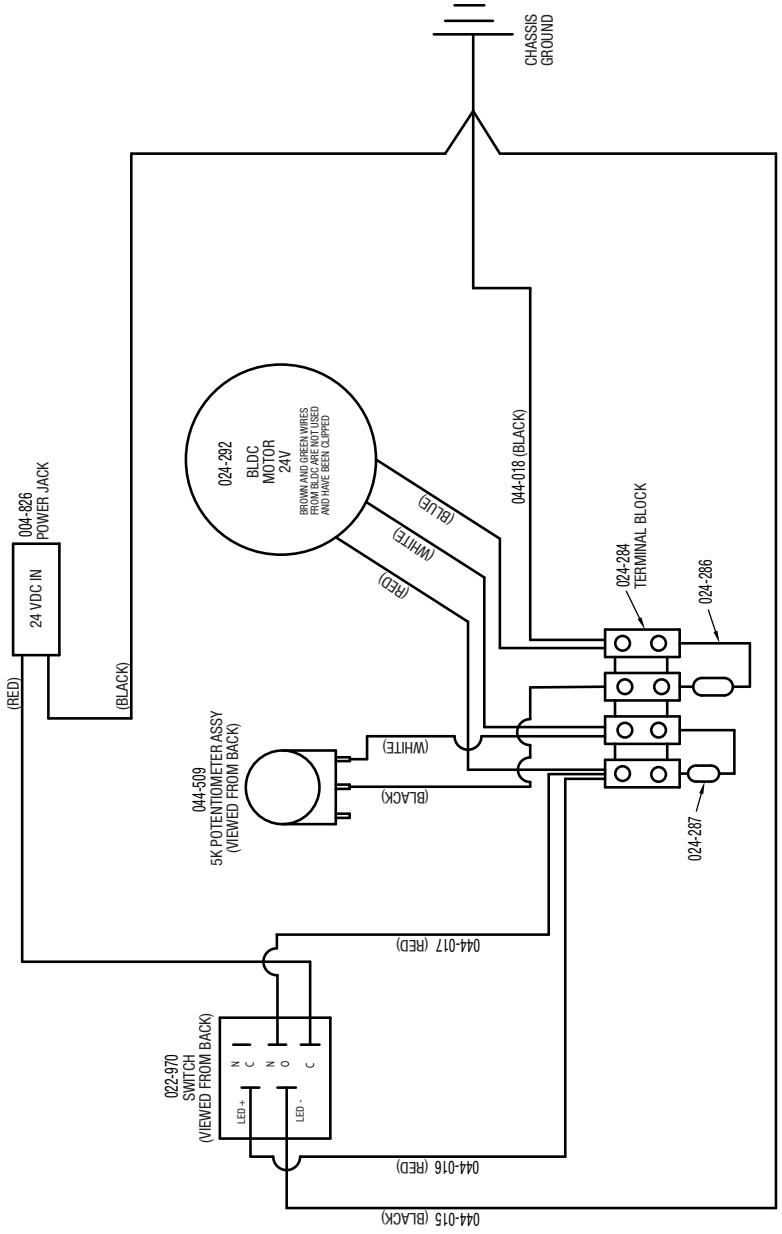 004-826
POWER JACK
24 VDC IN
(RED)
(BLACK)
CHASSIS
GROUND
024-292
BLDC
MOTOR
24V
BROWN AND GREEN WIRES
FROM BLDC ARE NOT USED
AND HAVE BEEN CLIPPED
(BLUE)
(WHITE)
(RED)
044-018 (BLACK)
044-509
5K POTENTIOMETER ASSY
(VIEWED FROM BACK)
(WHITE)
(BLACK)
024-284
TERMINAL BLOCK
024-286
024-287
022-970
SWITCH
(VIEWED FROM BACK)
LED +
LED -
N
C
N
O
C
044-017 (RED)
044-016 (RED)
044-015 (BLACK)